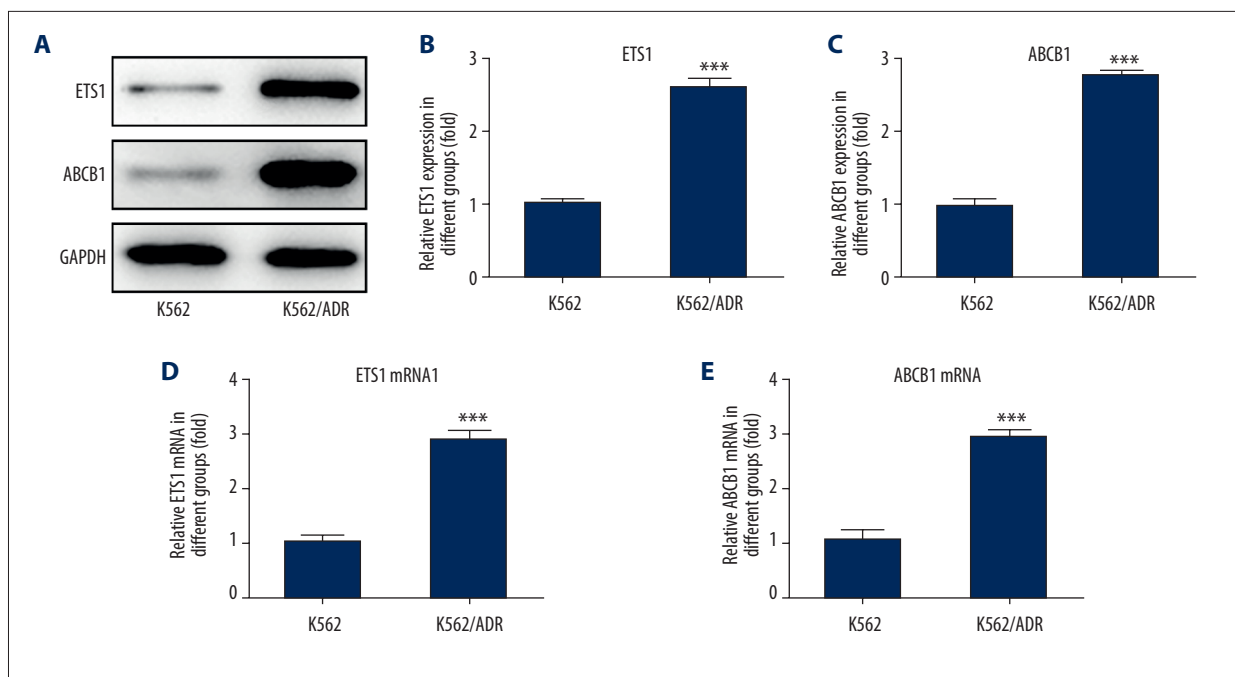 A
ETS1
ABCB1
GAPDH
K562 K562/ADR
B
ETS1
Relative ETS1 expression in
different groups (fold)
3
2
1
0
***
K562 K562/ADR
C
ABCB1
Relative ABCB1 expression in
different groups (fold)
3
2
1
0
***
K562 K562/ADR
D
ETS1 mRNA1
Relative ETS1 mRNA in
different groups (fold)
4
3
2
1
0
***
K562 K562/ADR
E
ABCB1 mRNA
Relative ABCB1 mRNA in
different groups (fold)
4
3
2
1
0
***
K562 K562/ADR